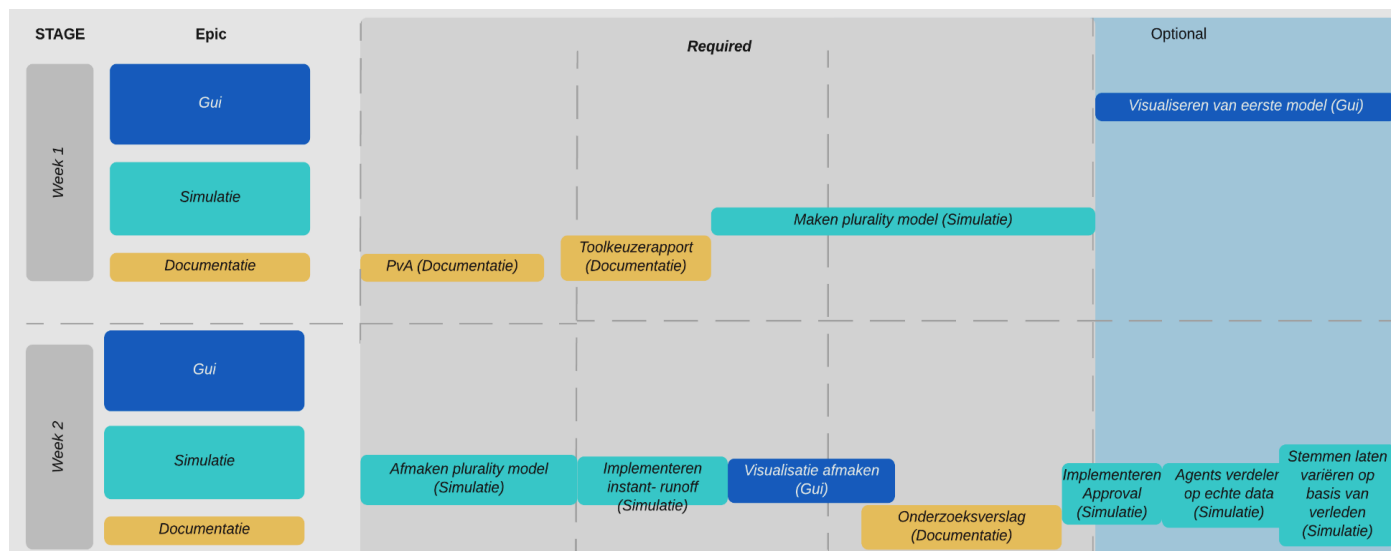 STAGE
Epic
Required
Optional
Week 1
Gui
Visualiseren van eerste model (Gui)
Simulatie
Maken plurality model (Simulatie)
Documentatie
PvA (Documentatie)
Toolkeuzerapport
(Documentatie)
Week 2
Gui
Simulatie
Afmaken plurality model
(Simulatie)
Implementeren
instant- runoff
(Simulatie)
Visualisatie afmaken
(Gui)
Documentatie
Onderzoeksverslag
(Documentatie)
Implementeren
Approval
(Simulatie)
Agents verdeler
op echte data
(Simulatie)
Stemmen laten
variëren op
basis van
verleden
(Simulatie)